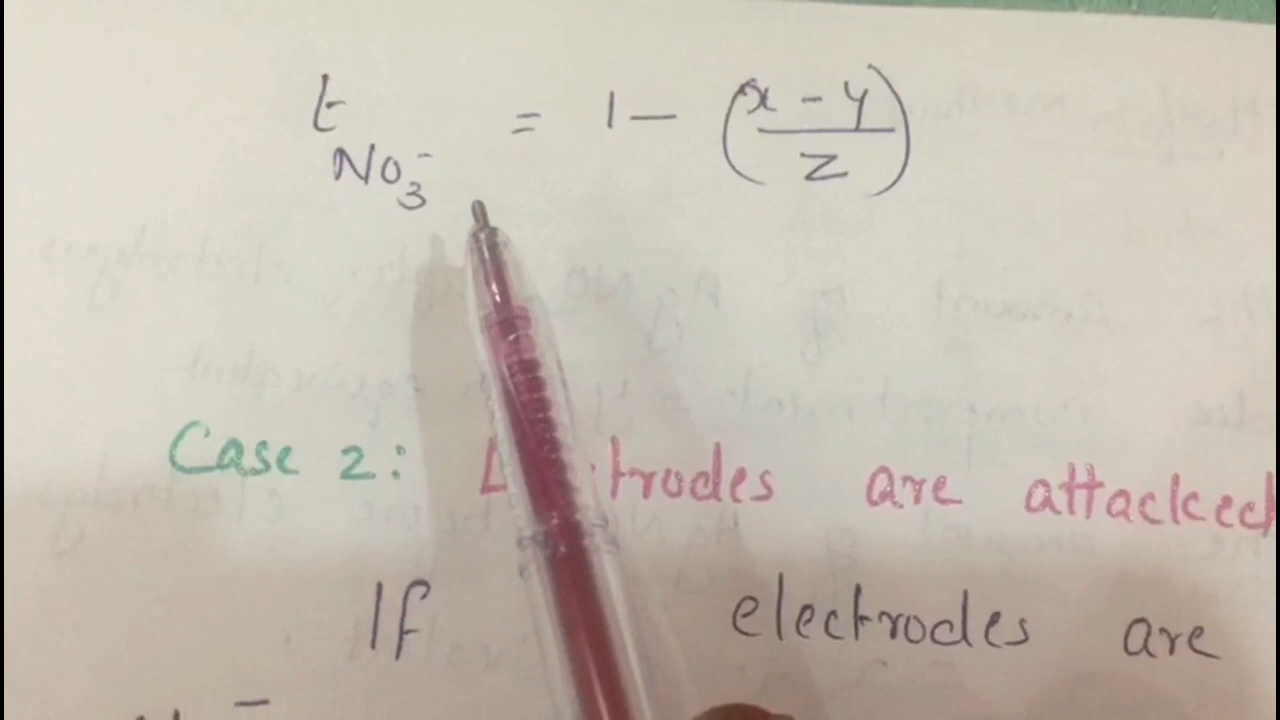 t NO₃⁻ = 1 − (x − y / z)
Case 2: trodes are attacked
If electrodes are